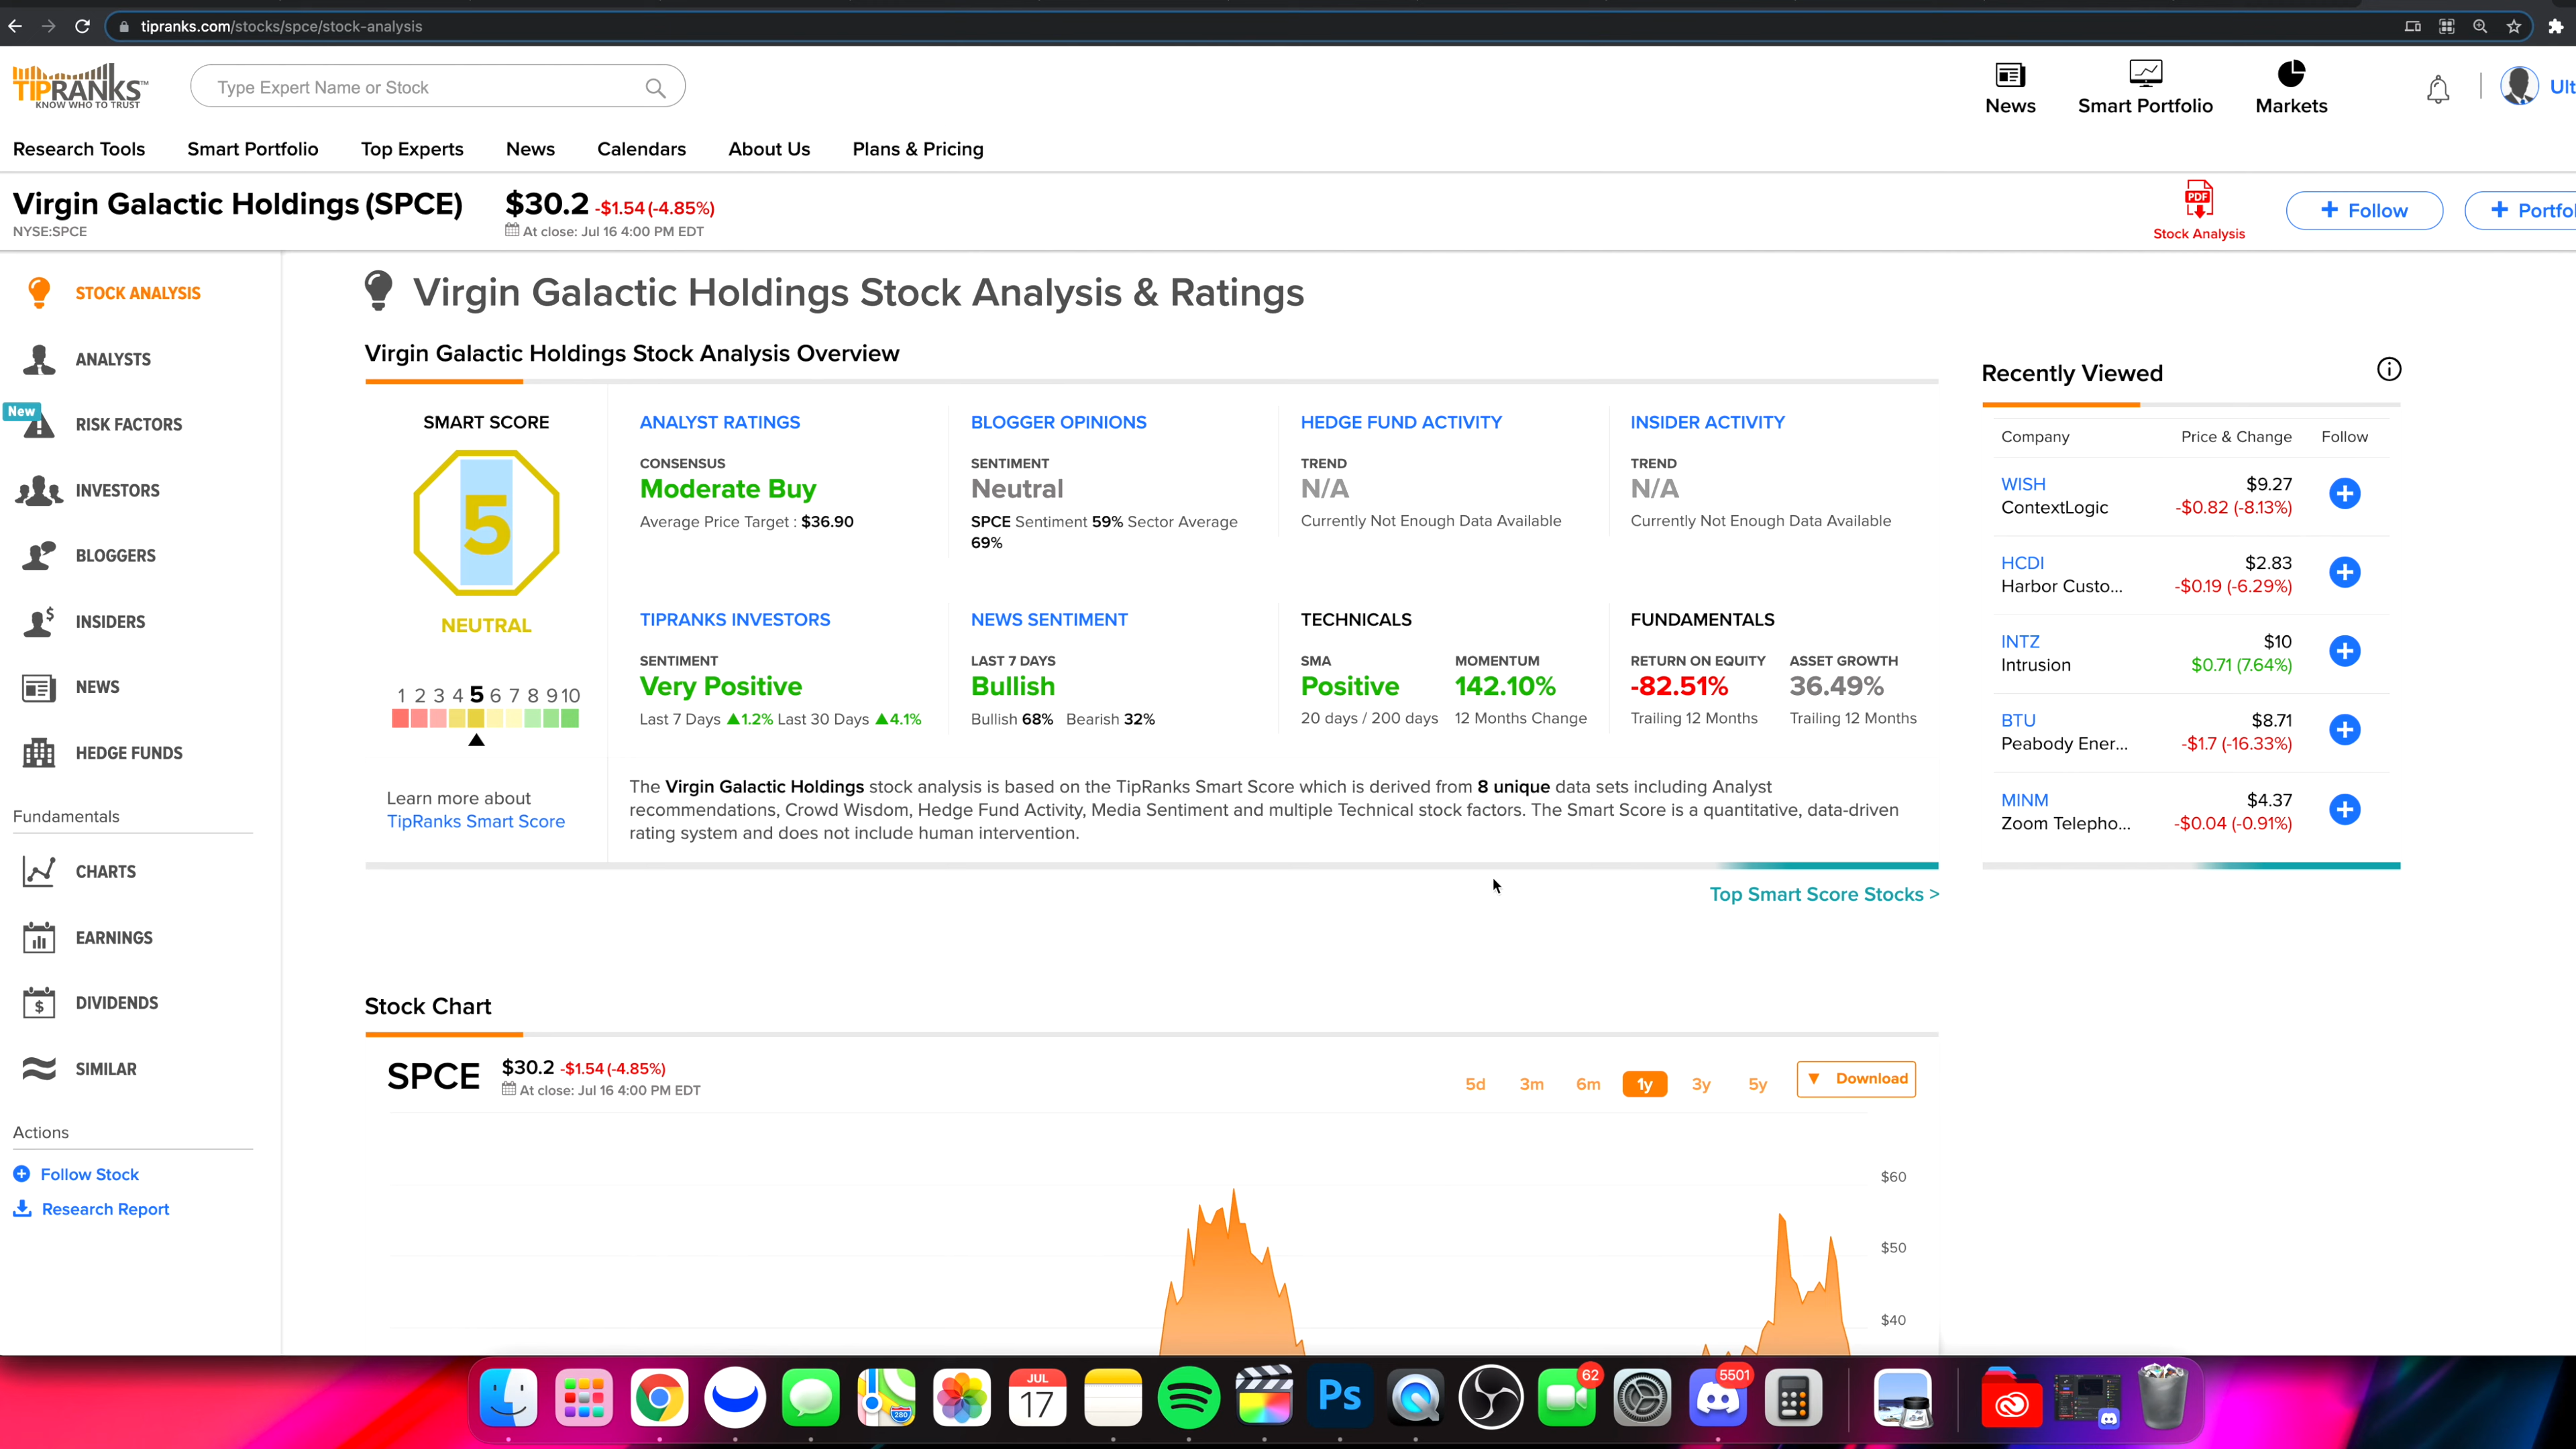 tipranks.com/stocks/spce/stock-analysis
TIPRANKS™
KNOW WHO TO TRUST
Type Expert Name or Stock
News
Smart Portfolio
Markets
Ult
Research Tools
Smart Portfolio
Top Experts
News
Calendars
About Us
Plans & Pricing
Virgin Galactic Holdings (SPCE)
NYSE:SPCE
$30.2 -$1.54 (-4.85%)
At close: Jul 16 4:00 PM EDT
PDF
Stock Analysis
+ Follow
+ Portfol
STOCK ANALYSIS
ANALYSTS
New
RISK FACTORS
INVESTORS
BLOGGERS
INSIDERS
NEWS
HEDGE FUNDS
Fundamentals
CHARTS
EARNINGS
DIVIDENDS
SIMILAR
Actions
Follow Stock
Research Report
Virgin Galactic Holdings Stock Analysis & Ratings
Virgin Galactic Holdings Stock Analysis Overview
SMART SCORE
5
NEUTRAL
1 2 3 4 5 6 7 8 9 10
Learn more about
TipRanks Smart Score
ANALYST RATINGS
CONSENSUS
Moderate Buy
Average Price Target : $36.90
BLOGGER OPINIONS
SENTIMENT
Neutral
SPCE Sentiment 59% Sector Average
69%
HEDGE FUND ACTIVITY
TREND
N/A
Currently Not Enough Data Available
INSIDER ACTIVITY
TREND
N/A
Currently Not Enough Data Available
TIPRANKS INVESTORS
SENTIMENT
Very Positive
Last 7 Days ▲1.2% Last 30 Days ▲4.1%
NEWS SENTIMENT
LAST 7 DAYS
Bullish
Bullish 68% Bearish 32%
TECHNICALS
SMA
Positive
20 days / 200 days
MOMENTUM
142.10%
12 Months Change
FUNDAMENTALS
RETURN ON EQUITY
-82.51%
Trailing 12 Months
ASSET GROWTH
36.49%
Trailing 12 Months
The Virgin Galactic Holdings stock analysis is based on the TipRanks Smart Score which is derived from 8 unique data sets including Analyst
recommendations, Crowd Wisdom, Hedge Fund Activity, Media Sentiment and multiple Technical stock factors. The Smart Score is a quantitative, data-driven
rating system and does not include human intervention.
Top Smart Score Stocks >
Recently Viewed
Company Price & Change Follow
WISH $9.27
ContextLogic -$0.82 (-8.13%)
HCDI $2.83
Harbor Custo... -$0.19 (-6.29%)
INTZ $10
Intrusion $0.71 (7.64%)
BTU $8.71
Peabody Ener... -$1.7 (-16.33%)
MINM $4.37
Zoom Telepho... -$0.04 (-0.91%)
Stock Chart
SPCE
$30.2 -$1.54 (-4.85%)
At close: Jul 16 4:00 PM EDT
5d 3m 6m 1y 3y 5y
Download
$60
$50
$40
280
JUL
17
Ps
62
5501